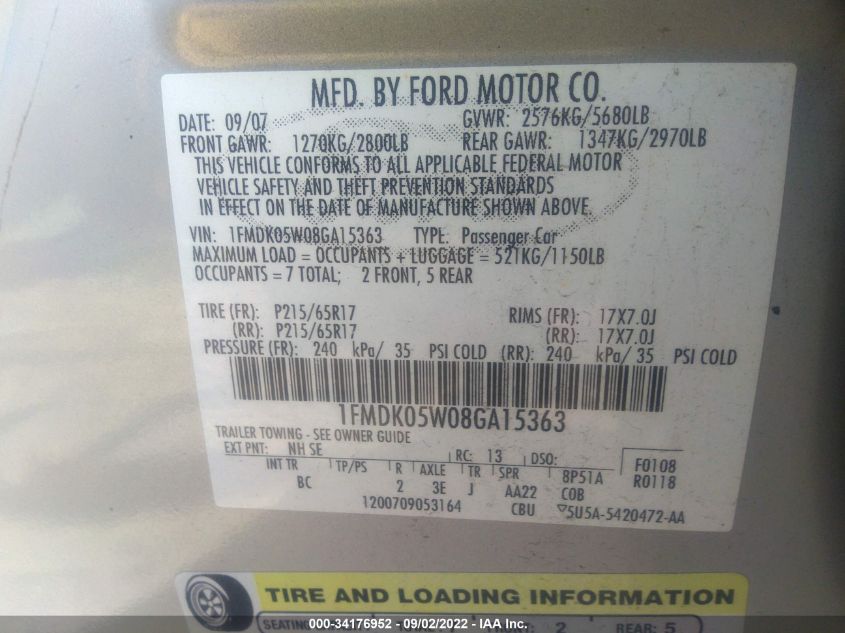 MFD. BY FORD MOTOR CO.
DATE: 09/07 GVWR: 2576KG/5680LB
FRONT GAWR: 1270KG/2800LB REAR GAWR: 1347KG/2970LB
THIS VEHICLE CONFORMS TO ALL APPLICABLE FEDERAL MOTOR
VEHICLE SAFETY AND THEFT PREVENTION STANDARDS
IN EFFECT ON THE DATE OF MANUFACTURE SHOWN ABOVE.
VIN: 1FMDK05W08GA15363 TYPE: Passenger Car
MAXIMUM LOAD = OCCUPANTS + LUGGAGE = 521KG/1150LB
OCCUPANTS = 7 TOTAL; 2 FRONT, 5 REAR
TIRE (FR): P215/65R17 RIMS (FR): 17X7.0J
(RR): P215/65R17 (RR): 17X7.0J
PRESSURE (FR): 240 kPa/ 35 PSI COLD (RR): 240 kPa/ 35 PSI COLD
1FMDK05W08GA15363
TRAILER TOWING - SEE OWNER GUIDE
EXT PNT: NH SE RC: 13 DSO: F0108
INT TR TP/PS R AXLE TR SPR 8P51A R0118
BC 2 3E J AA22 COB
1200709053164 CBU ▽5U5A-5420472-AA
TIRE AND LOADING INFORMATION
SEATING 2 REAR: 5
000-34176952 - 09/02/2022 - IAA Inc.